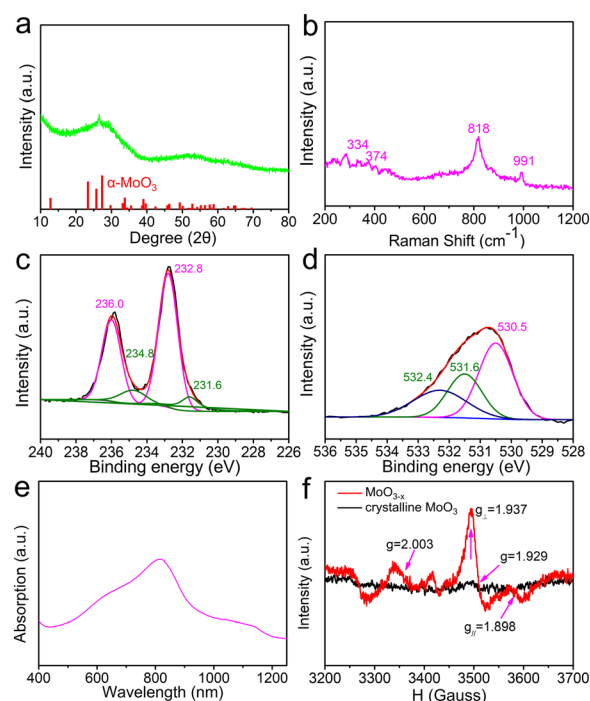 a
Intensity (a.u.)
α-MoO3
10 20 30 40 50 60 70 80
Degree (2θ)
b
Intensity (a.u.)
334
374
818
991
200 400 600 800 1000 1200
Raman Shift (cm-1)
c
Intensity (a.u.)
236.0
232.8
234.8
231.6
240 238 236 234 232 230 228 226
Binding energy (eV)
d
Intensity (a.u.)
530.5
531.6
532.4
536 535 534 533 532 531 530 529 528
Binding energy (eV)
e
Absorption (a.u.)
400 600 800 1000 1200
Wavelength (nm)
f
Intensity (a.u.)
MoO3-x
crystalline MoO3
g⊥=1.937
g=2.003
g=1.929
g//=1.898
3200 3300 3400 3500 3600 3700
H (Gauss)